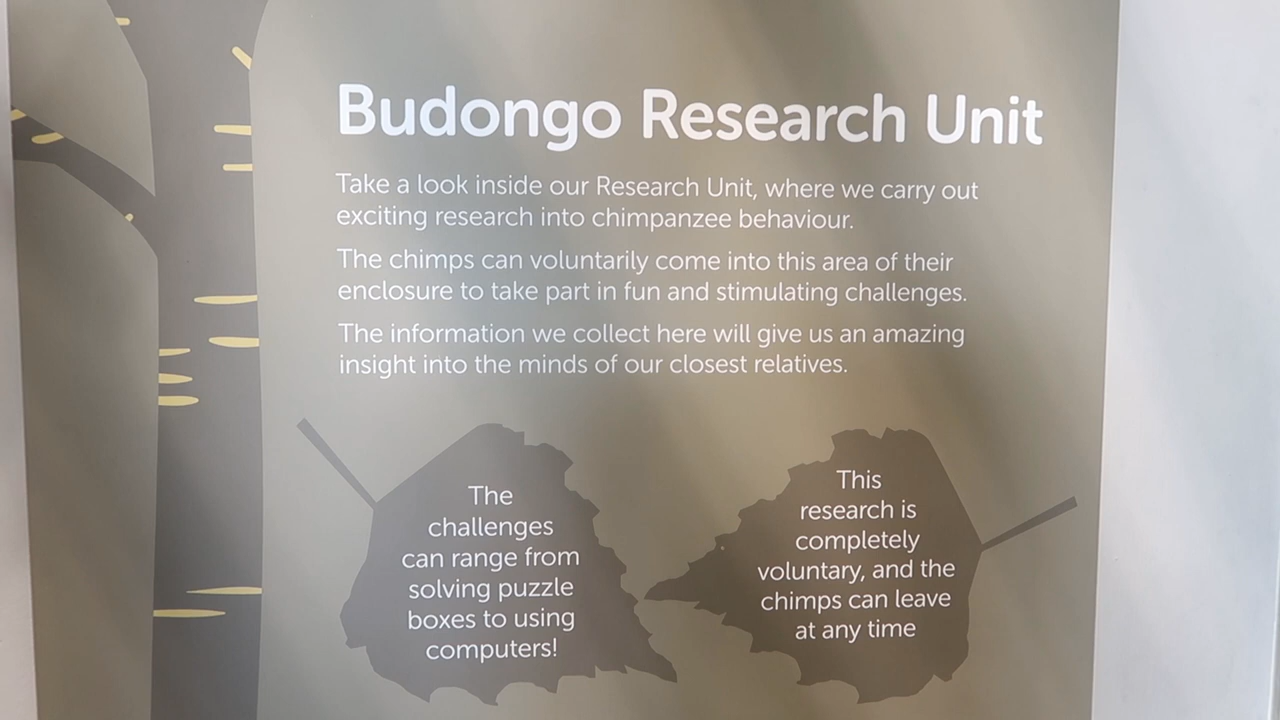 Budongo Research Unit
Take a look inside our Research Unit, where we carry out
exciting research into chimpanzee behaviour.
The chimps can voluntarily come into this area of their
enclosure to take part in fun and stimulating challenges.
The information we collect here will give us an amazing
insight into the minds of our closest relatives.
The
challenges
can range from
solving puzzle
boxes to using
computers!
This
research is
completely
voluntary, and the
chimps can leave
at any time